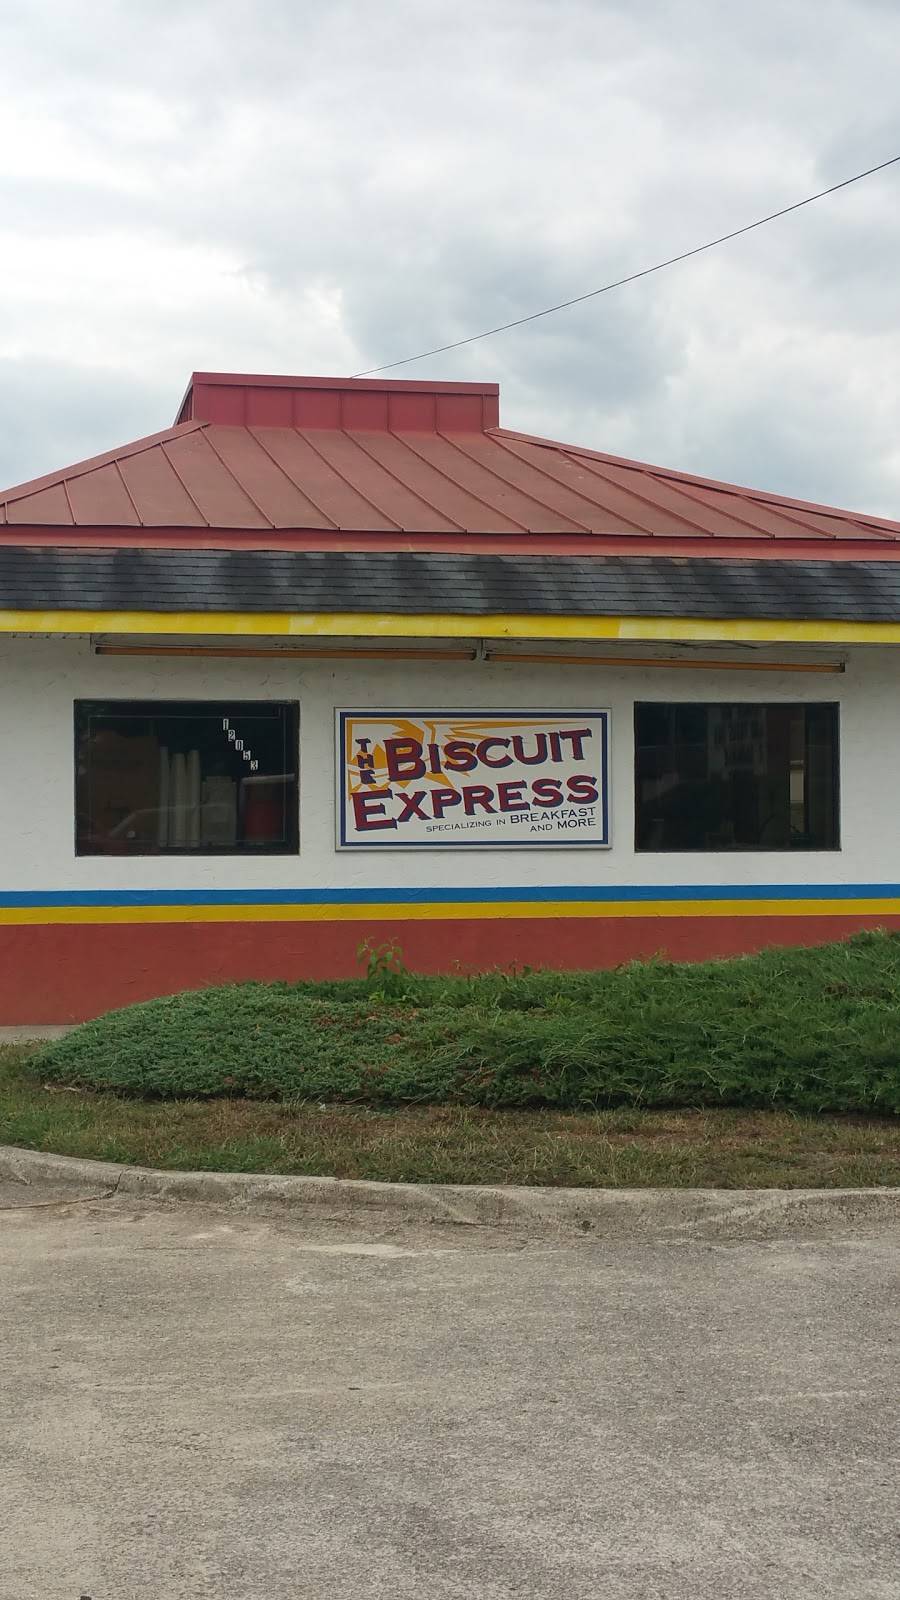 12053
THE BISCUIT
EXPRESS
SPECIALIZING IN BREAKFAST
AND MORE